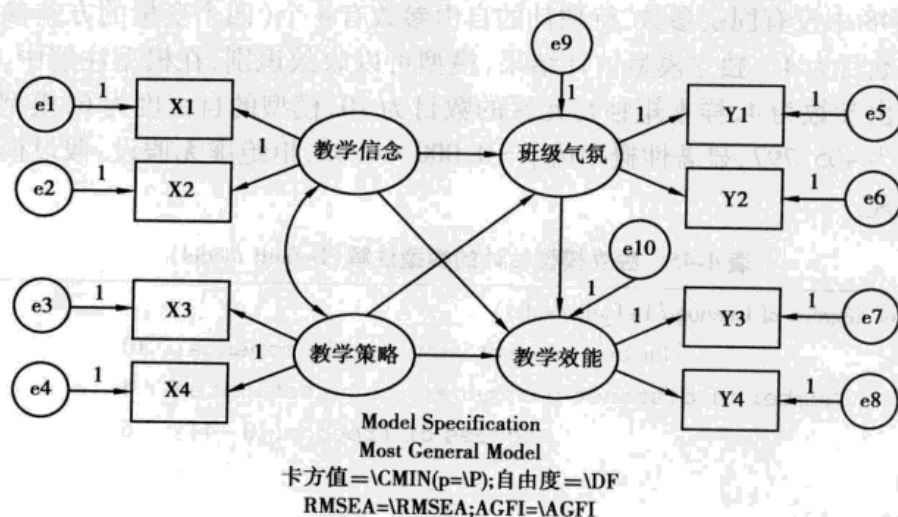 e9
e1 1 X1 1 Y1 1 e5
1 教学信念 班级气氛 1
e2 1 X2 Y2 1 e6
e10
1
e3 1 X3 Y3 1 e7
1 教学策略 教学效能 1
e4 1 X4 Y4 1 e8
Model Specification
Most General Model
卡方值=\CMIN(p=\P);自由度=\DF
RMSEA=\RMSEA;AGFI=\AGFI